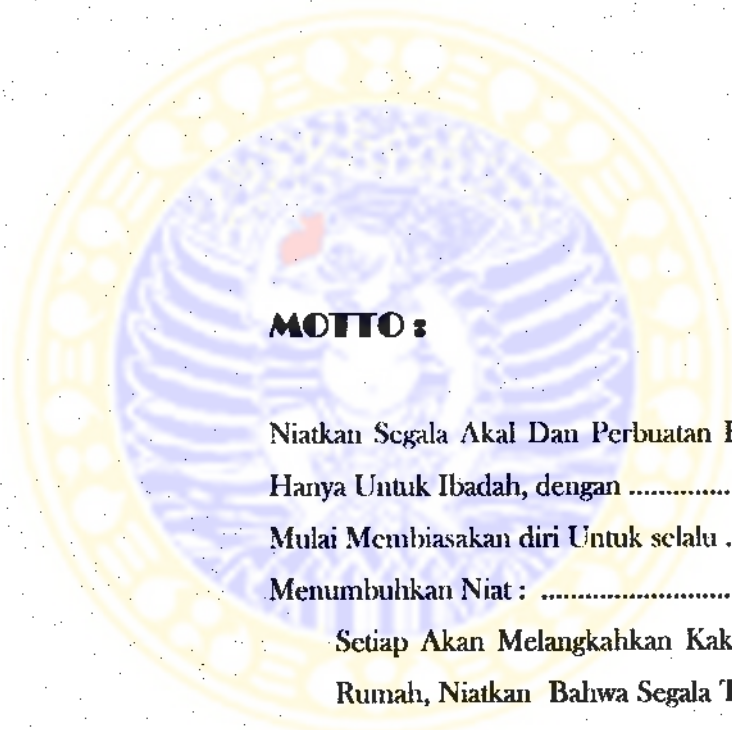 MOTTO :
Niatkan Segala Akal Dan Perbuatan
Hanya Untuk Ibadah, dengan ..............
Mulai Membiasakan diri Untuk selalu .
Menumbuhkan Niat : ..........................
Setiap Akan Melangkahkan Kak
Rumah, Niatkan Bahwa Segala